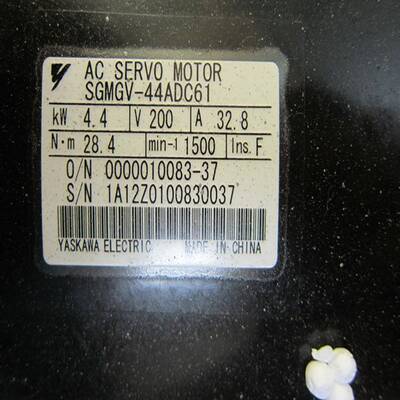 AC SERVO MOTOR
SGMGV-44ADC61
kW 4.4 V 200 A 32.8
N·m 28.4 min-1 1500 Ins. F
O/N 0000010083-37
S/N 1A12Z0100830037
YASKAWA ELECTRIC MADE IN CHINA